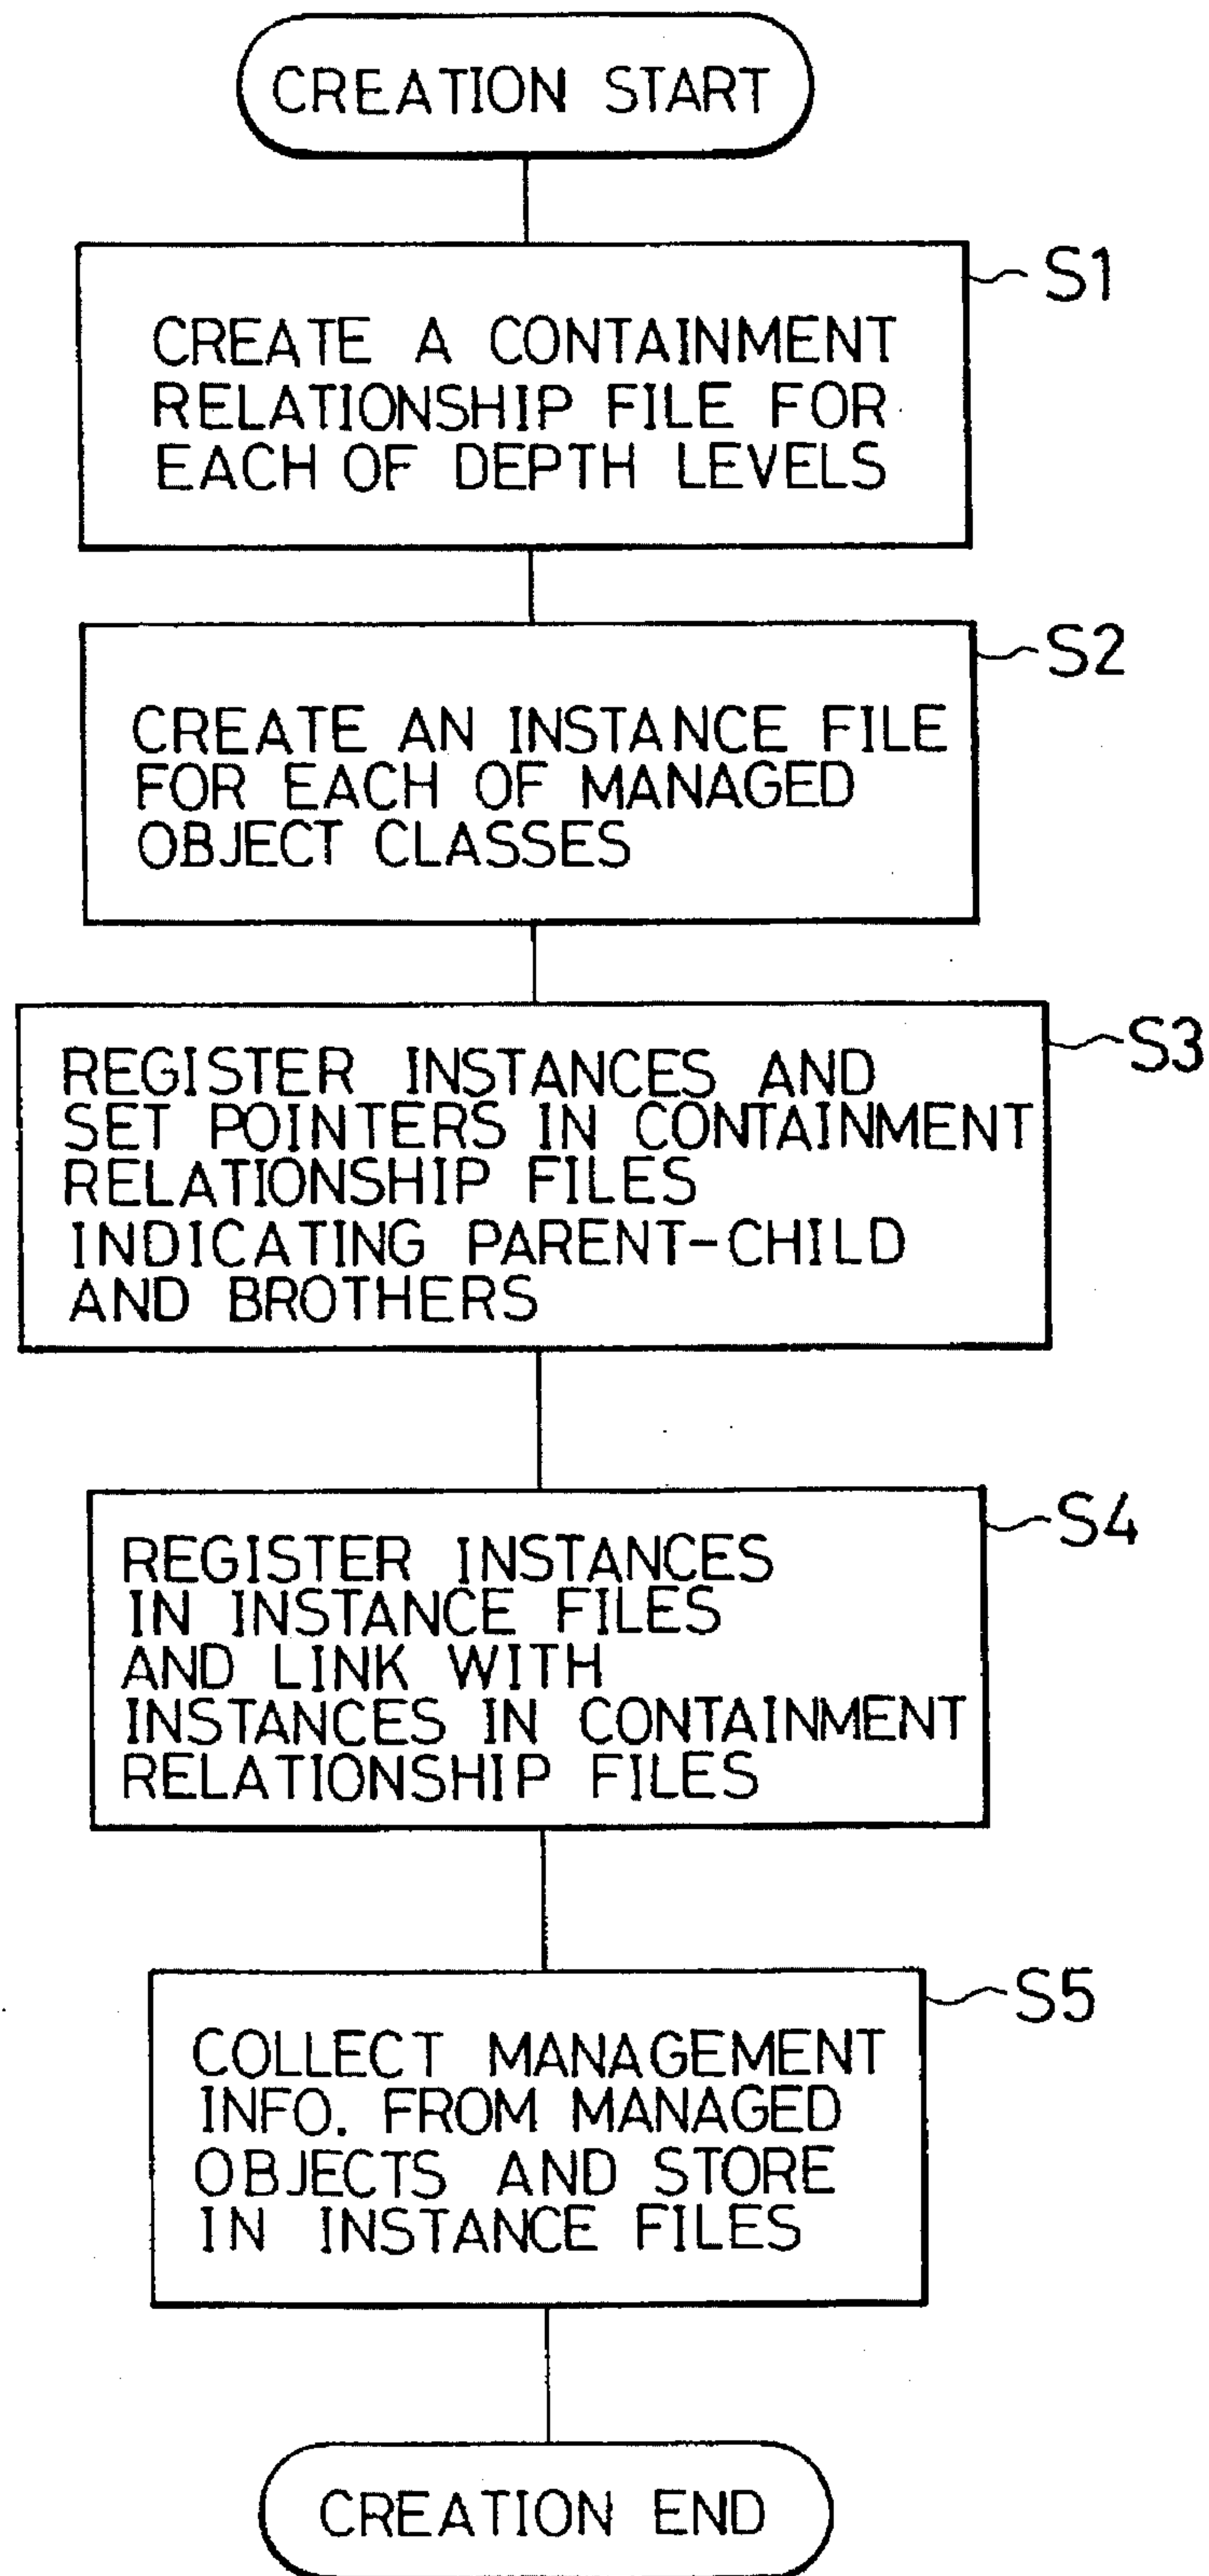 CREATION START
S1
CREATE A CONTAINMENT
RELATIONSHIP FILE FOR
EACH OF DEPTH LEVELS
S2
CREATE AN INSTANCE FILE
FOR EACH OF MANAGED
OBJECT CLASSES
S3
REGISTER INSTANCES AND
SET POINTERS IN CONTAINMENT
RELATIONSHIP FILES
INDICATING PARENT-CHILD
AND BROTHERS
S4
REGISTER INSTANCES
IN INSTANCE FILES
AND LINK WITH
INSTANCES IN CONTAINMENT
RELATIONSHIP FILES
S5
COLLECT MANAGEMENT
INFO. FROM MANAGED
OBJECTS AND STORE
IN INSTANCE FILES
CREATION END